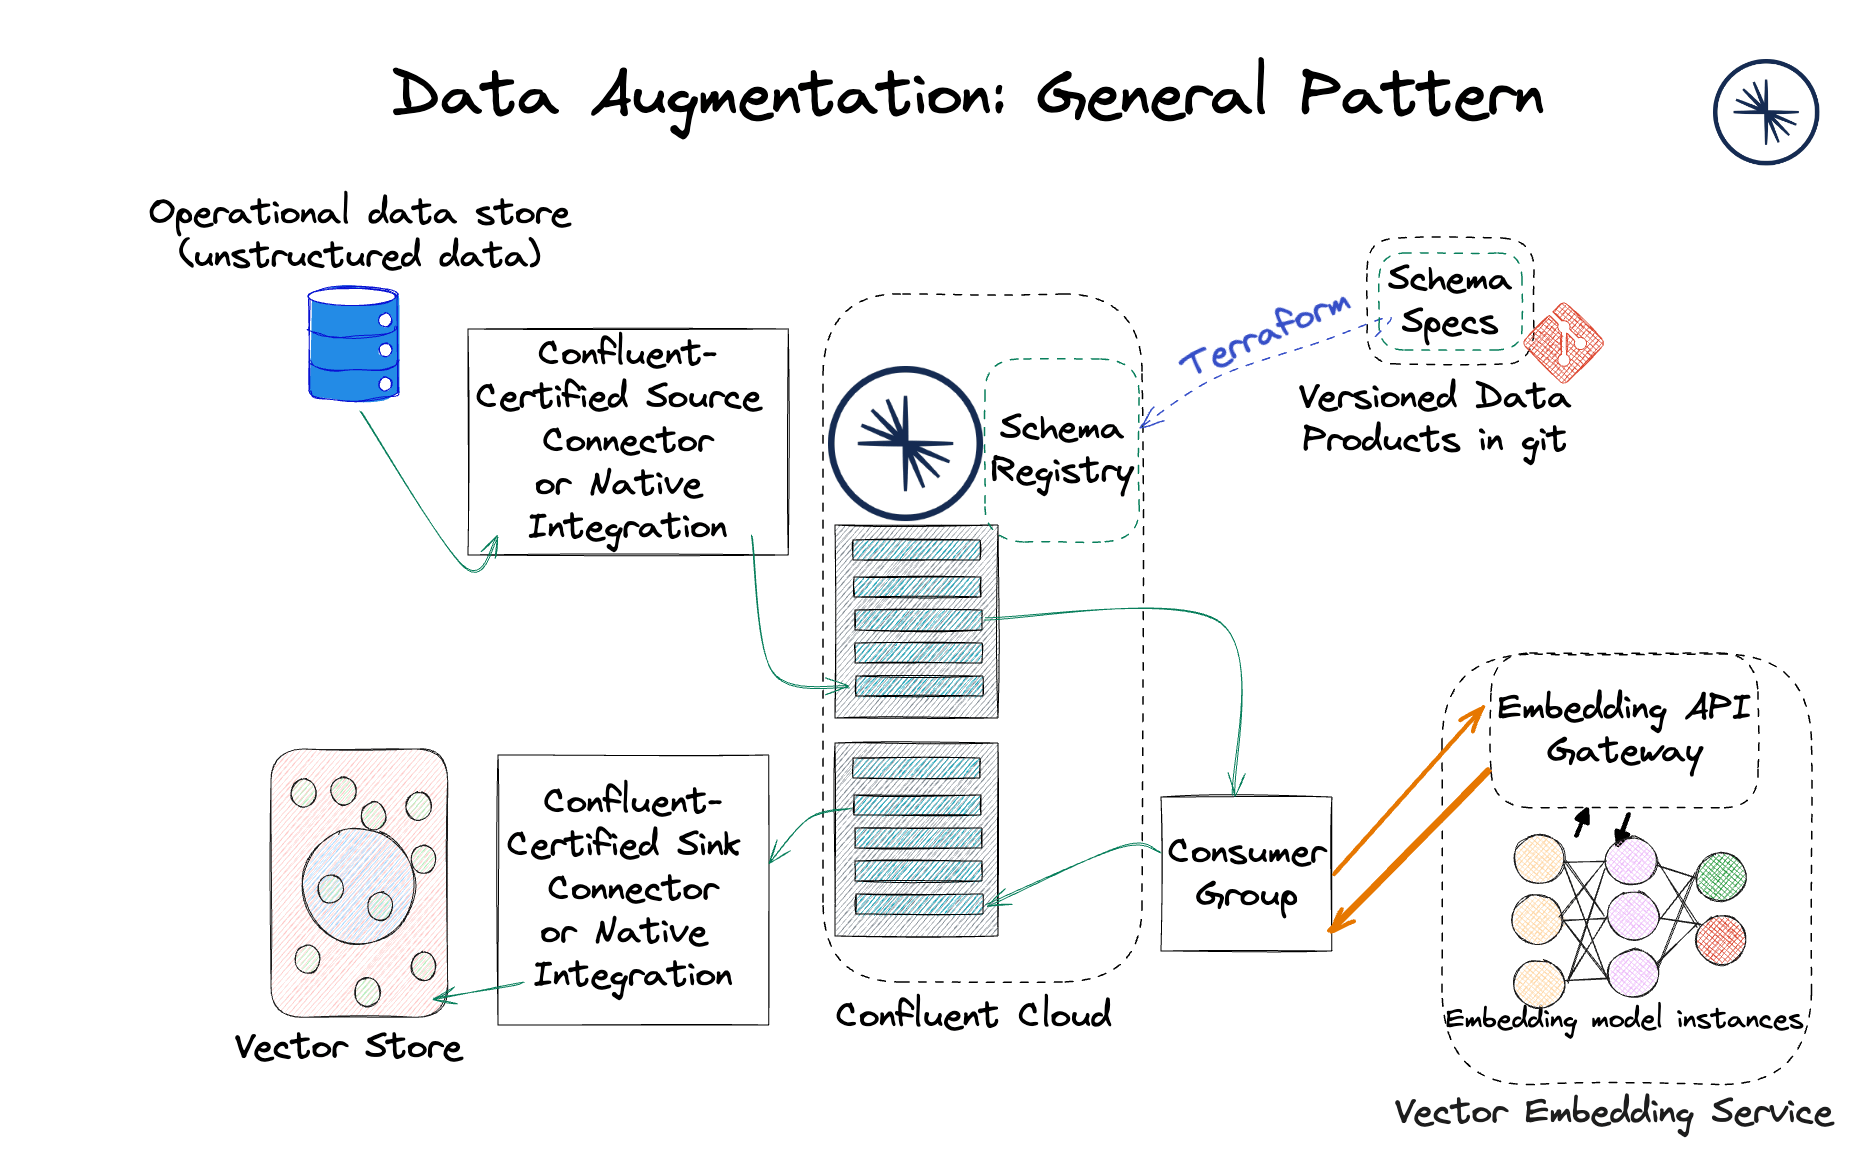 Data Augmentation: General Pattern
Operational data store
(unstructured data)
Confluent-
Certified Source
Connector
or Native
Integration
Schema
Registry
Terraform
Schema
Specs
Versioned Data
Products in git
Confluent-
Certified Sink
Connector
or Native
Integration
Vector Store
Confluent Cloud
Consumer
Group
Embedding API
Gateway
Embedding model instances
Vector Embedding Service